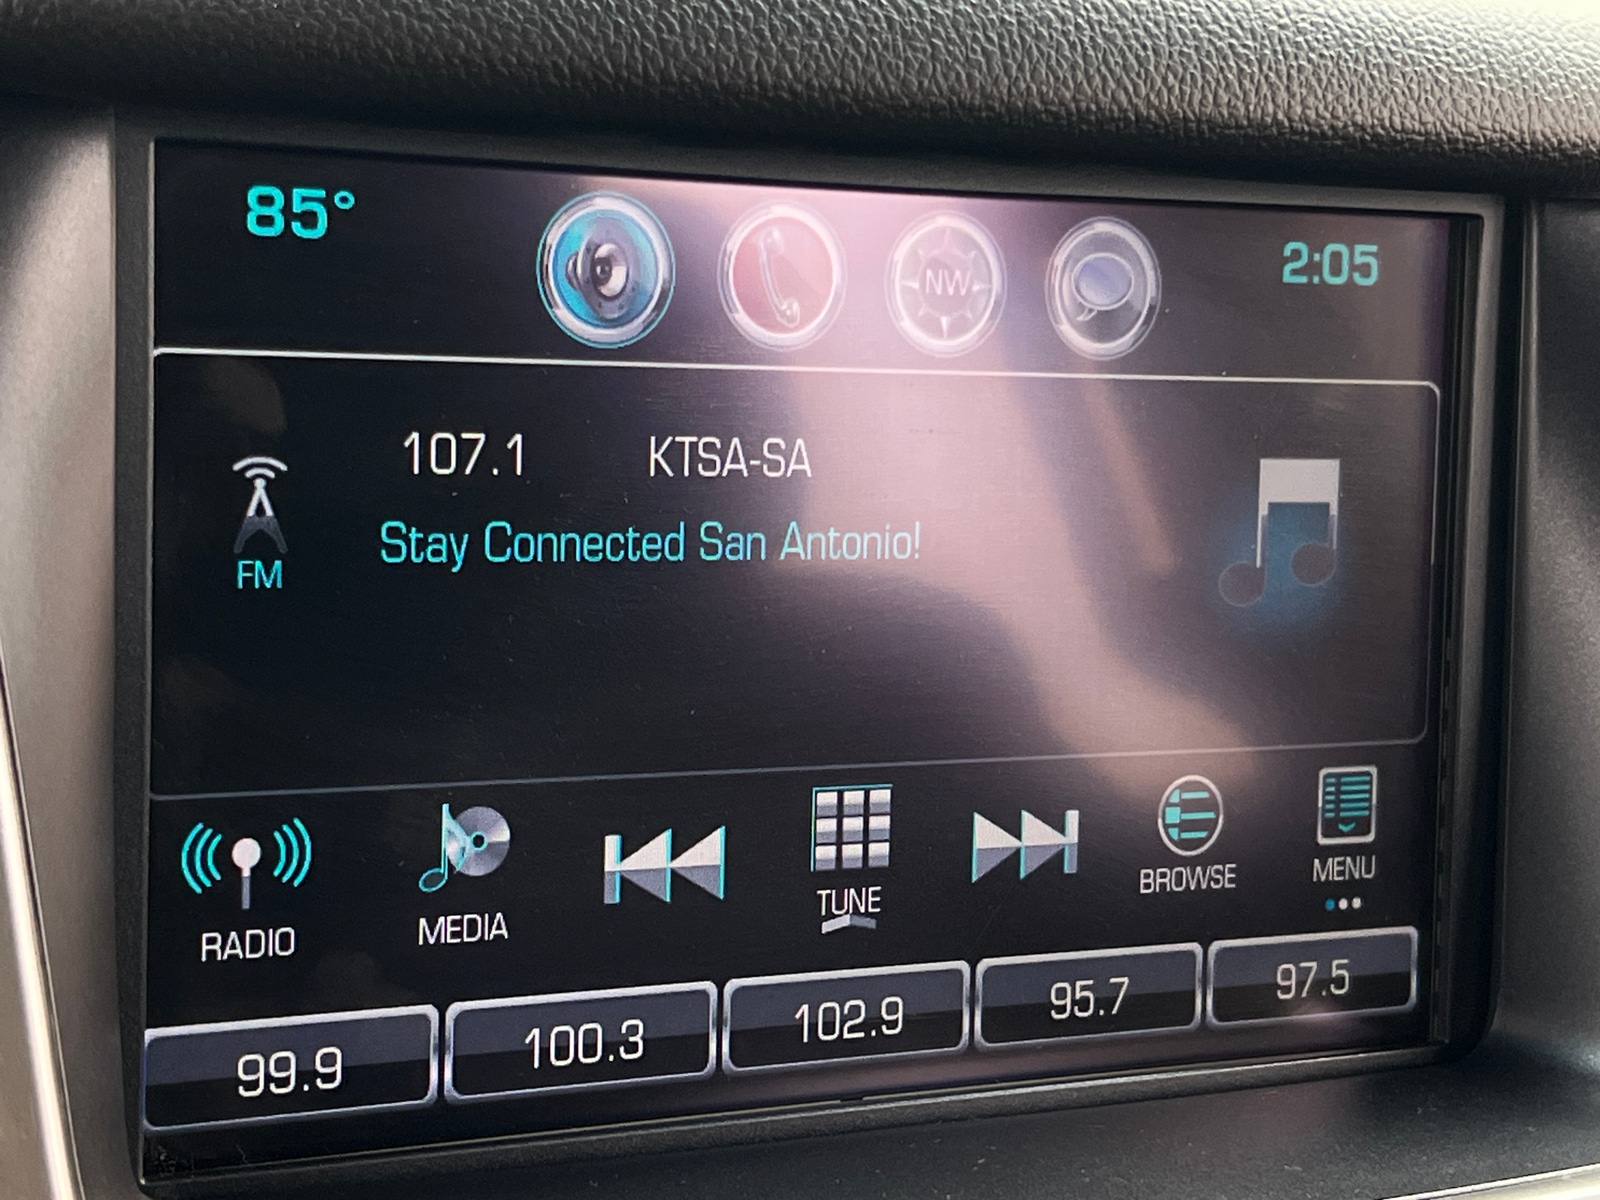 85°
NW
2:05
107.1 KTSA-SA
Stay Connected San Antonio!
FM
RADIO
MEDIA
TUNE
BROWSE
MENU
99.9
100.3
102.9
95.7
97.5